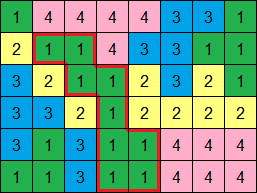 1 4 4 4 4 3 3 1
2 1 1 4 3 3 1 1
3 2 1 1 2 3 2 1
3 3 2 1 2 2 2 2
3 1 3 1 1 4 4 4
1 1 3 1 1 4 4 4